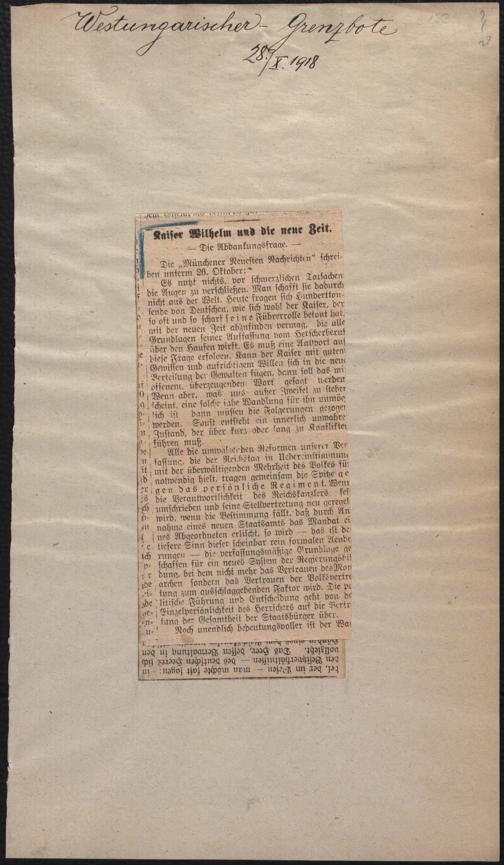 Westungarischer Grenzbote
28./X. 1918
Kaiser Wilhelm und die neue Zeit.
— Die Abdankungsfrage. —
Die „Münchener Neuesten Nachrichten" schrei-
ben unterm 26. Oktober:
Es nutzt nichts, vor schmerzlichen Tatsachen
die Augen zu verschließen. Man schafft sie dadurch
nicht aus der Welt. Heute fragen sich Hundertton-
sende von Deutschen, wie sich wohl der Kaiser, der
so oft und so scharf seine Führerrolle betont hat,
mit der neuen Zeit abzufinden vermag, die alle
Grundlagen seiner Auffassung vom Herrscherberuf
über den Haufen wirft. Es muß eine Antwort auf
diese Frage erfolgen. Kann der Kaiser mit guten
Gewissen und aufrichtigem Willen sich in die neue
Verteilung der Gewalten fügen, dann soll das mi
offenem, überzeugenden Wort gesagt werden
Wenn aber, was uns außer Zweifel zu stehen
scheint, eine solche jähe Wandlung für ihn unmög
lich ist dann müssen die Folgerungen gezogen
werden. Sonst entsteht ein innerlich unwahre
Zustand, der über kurz oder lang zu Konflikten
führen muß.
Alle die umwälzenden Reformen unserer Ver
fassung, die der Reichstag in Uebereinstimmung
mit der überwältigenden Mehrheit des Volkes für
notwendig hielt, tragen gemeinsam die Spitze ge
gen das persönliche Regiment. Wenn
die Verantwortlichkeit des Reichskanzlers fest
umschrieben und seine Stellvertretung neu geregel
wird, wenn die Bestimmung fällt, daß durch An
nahme eines neuen Staatsamts das Mandat ei
nes Abgeordneten erlischt, so wird — das ist de
tiefere Sinn dieser scheinbar rein formalen Aende
rungen — die verfassungsmäßige Grundlage ge
schaffen für ein neues System der Regierungsbil
dung, bei dem nicht mehr das Vertrauen des Mon
archen sondern das Vertrauen der Volksvertre
tung zum ausschlaggebenden Faktor wird. Die po
litische Führung und Entscheidung geht von de
Einzelpersönlichkeit des Herrschers auf die Vertre
tung der Gesamtheit der Staatsbürger über.
Noch unendlich bedeutungsvoller ist der Wa